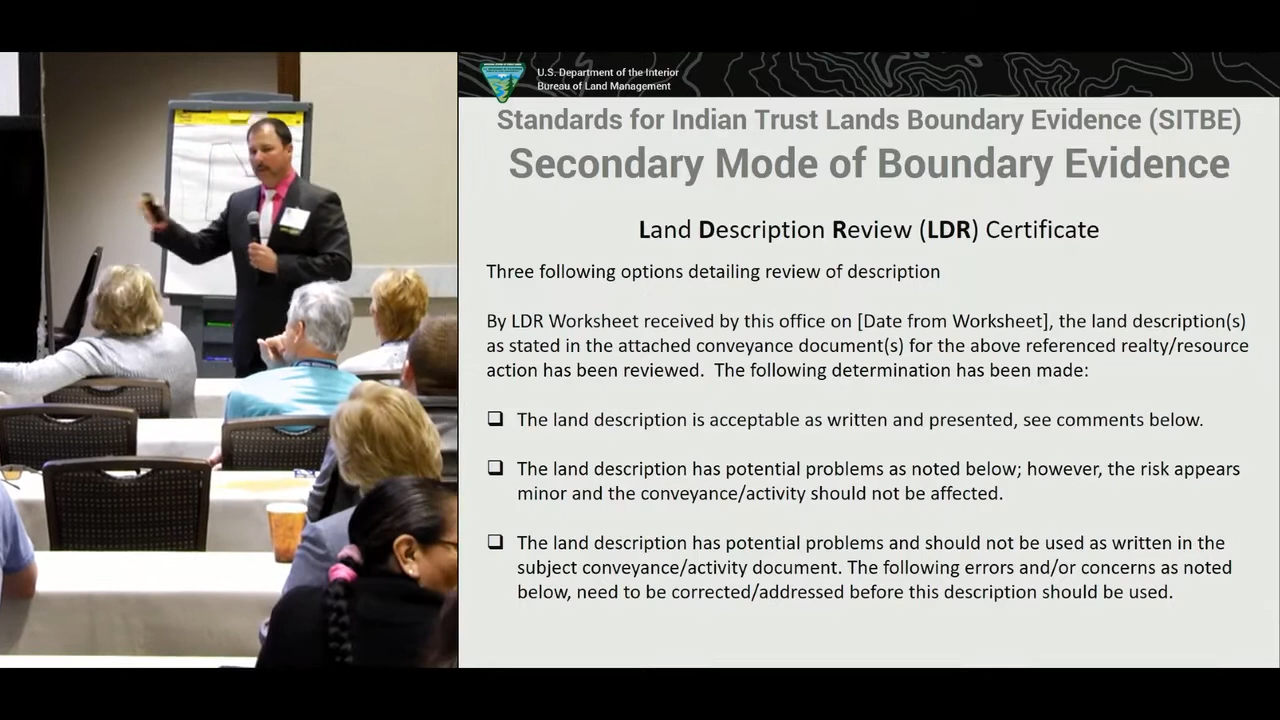 U.S. Department of the Interior
Bureau of Land Management
Standards for Indian Trust Lands Boundary Evidence (SITBE)
Secondary Mode of Boundary Evidence
Land Description Review (LDR) Certificate
Three following options detailing review of description
By LDR Worksheet received by this office on [Date from Worksheet], the land description(s)
as stated in the attached conveyance document(s) for the above referenced realty/resource
action has been reviewed.  The following determination has been made:
❑ The land description is acceptable as written and presented, see comments below.
❑ The land description has potential problems as noted below; however, the risk appears
minor and the conveyance/activity should not be affected.
❑ The land description has potential problems and should not be used as written in the
subject conveyance/activity document. The following errors and/or concerns as noted
below, need to be corrected/addressed before this description should be used.